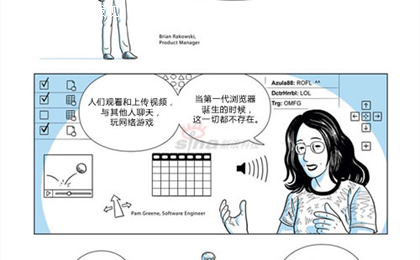 Brian Rakowski,
Product Manager
Azula88: ROFL ^^
DctrHnrbl: LOL
Trg: OMFG
人们观看和上传视频,
与其他人聊天,
玩网络游戏
当第一代浏览器
诞生的时候,
这一切都不存在。
sina
Pam Greene, Software Engineer